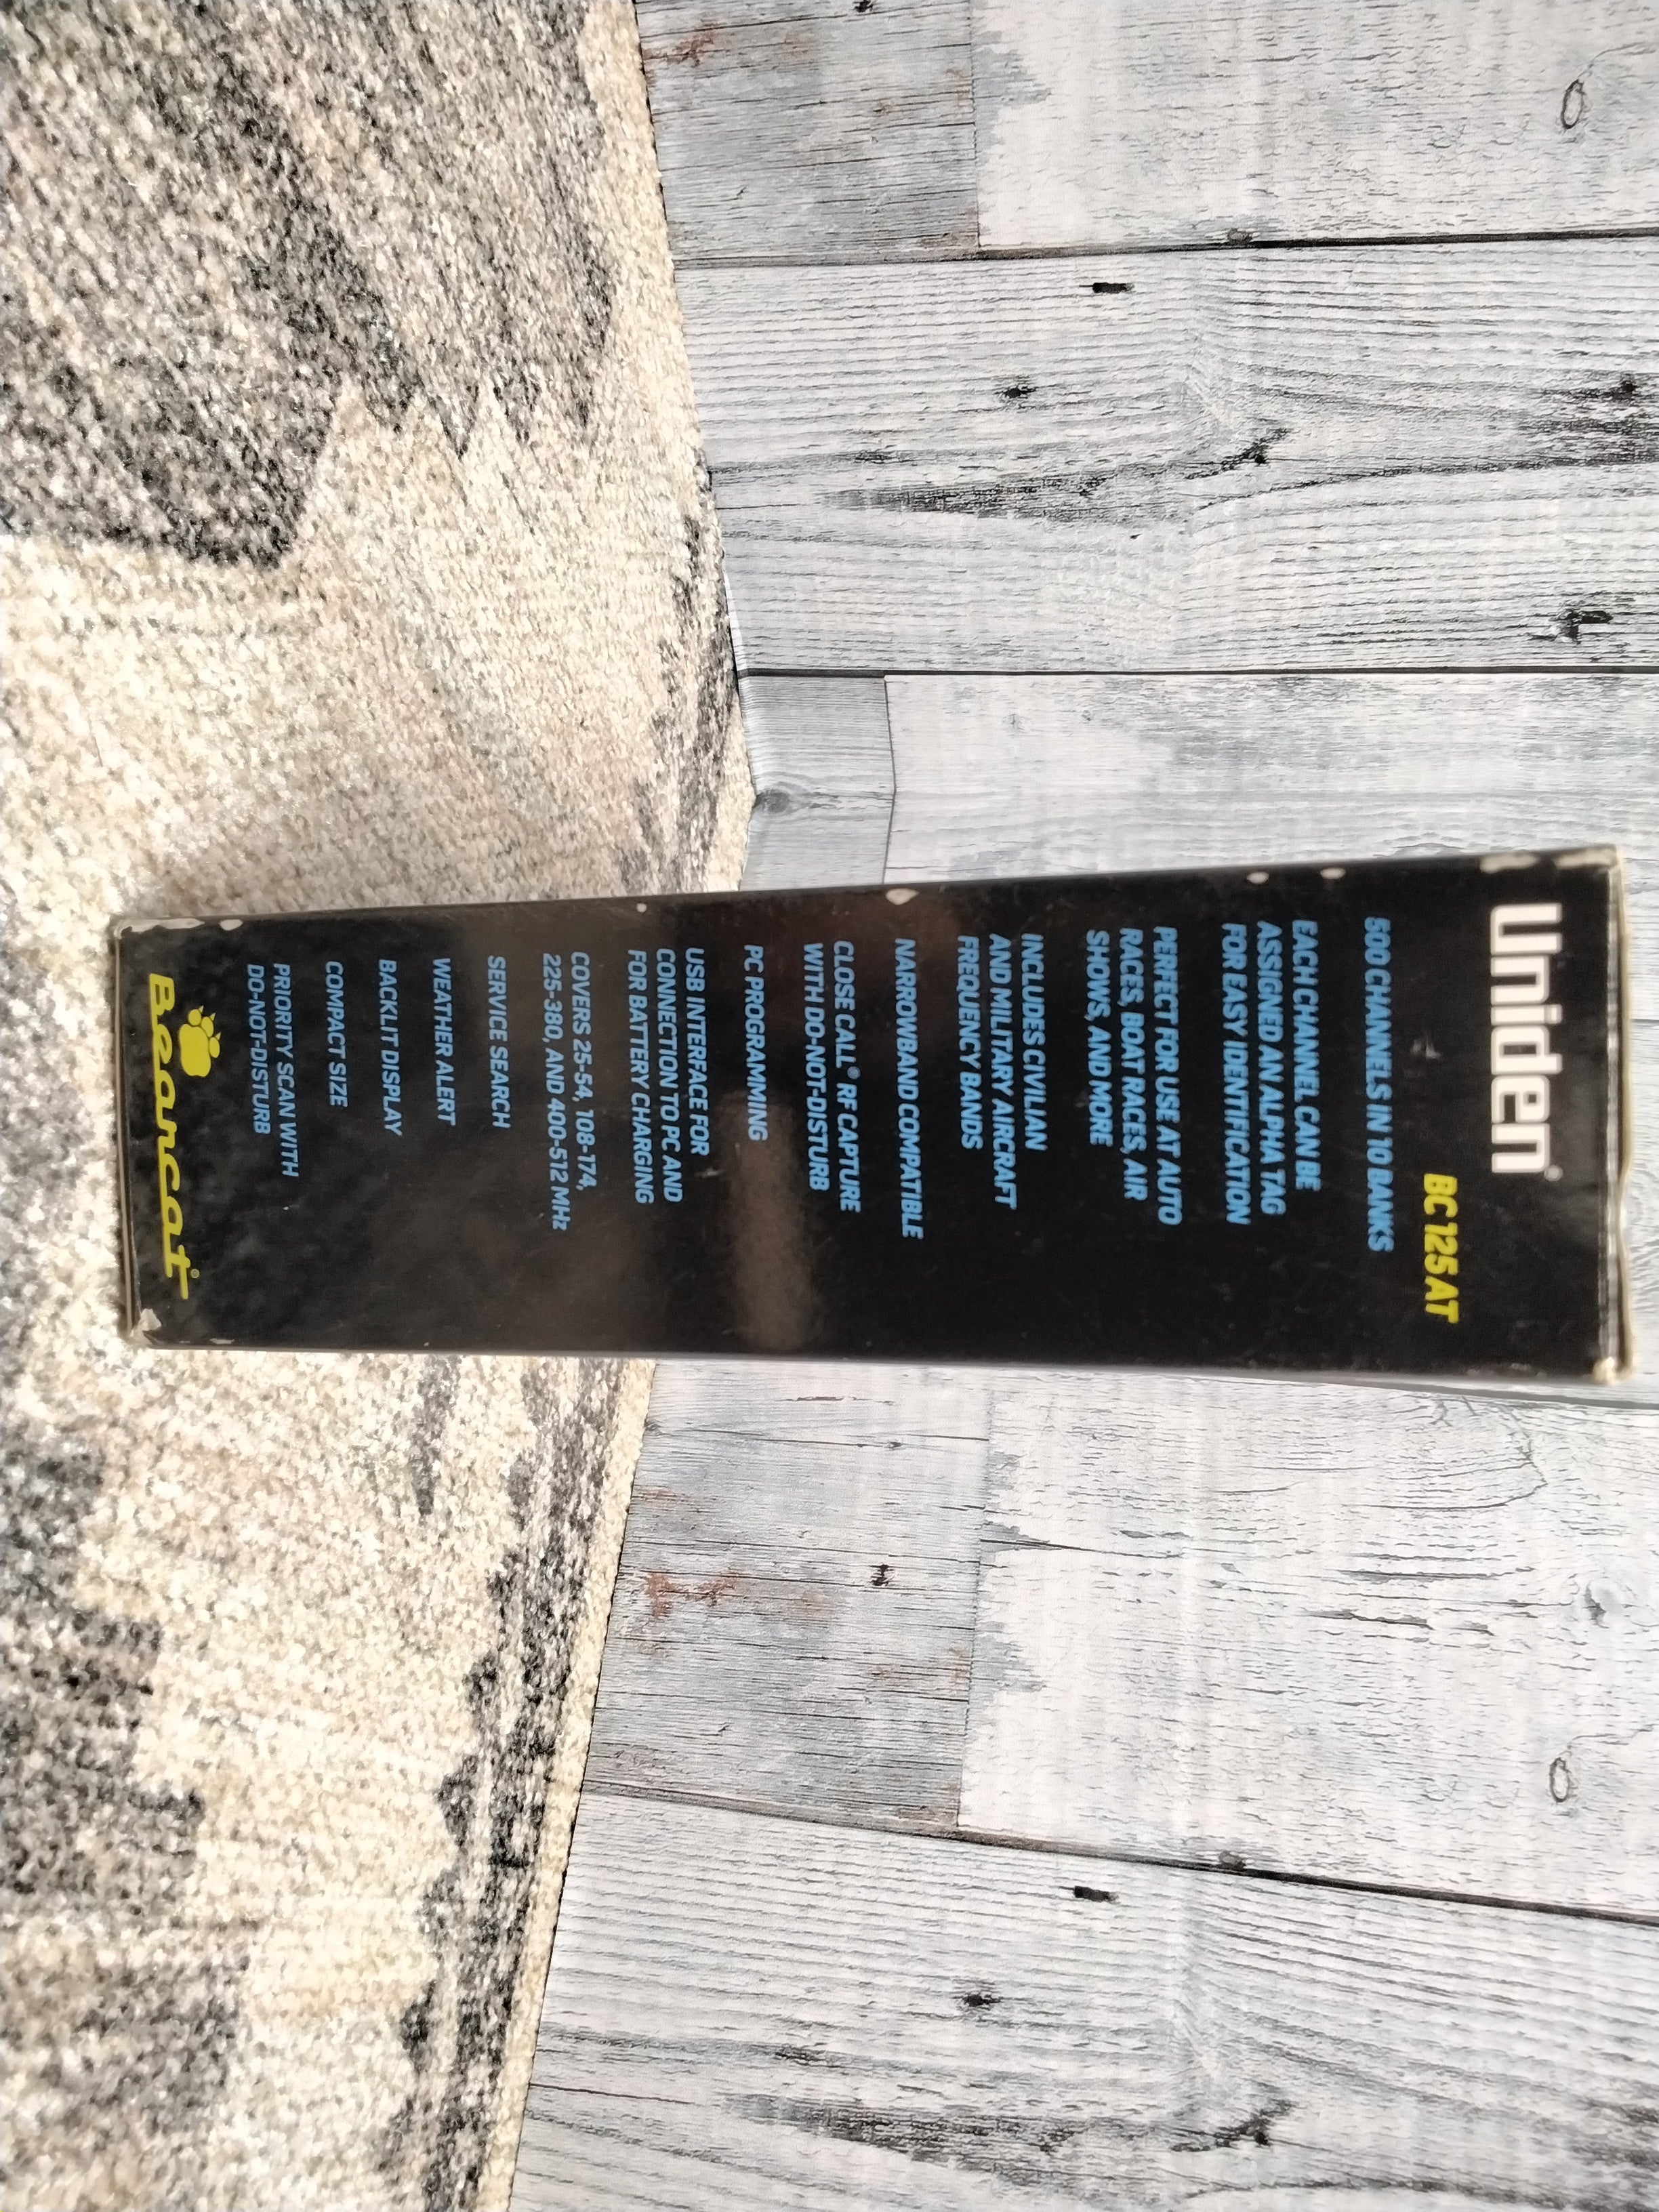 Uniden®
BC125AT
500 CHANNELS IN 10 BANKS
EACH CHANNEL CAN BE
ASSIGNED AN ALPHA TAG
FOR EASY IDENTIFICATION
PERFECT FOR USE AT AUTO
RACES, BOAT RACES, AIR
SHOWS, AND MORE
INCLUDES CIVILIAN
AND MILITARY AIRCRAFT
FREQUENCY BANDS
NARROWBAND COMPATIBLE
CLOSE CALL® RF CAPTURE
WITH DO-NOT-DISTURB
PC PROGRAMMING
USB INTERFACE FOR
CONNECTION TO PC AND
FOR BATTERY CHARGING
COVERS 25-54, 108-174,
225-380, AND 400-512 MHz
SERVICE SEARCH
WEATHER ALERT
BACKLIT DISPLAY
COMPACT SIZE
PRIORITY SCAN WITH
DO-NOT-DISTURB
Bearcat®